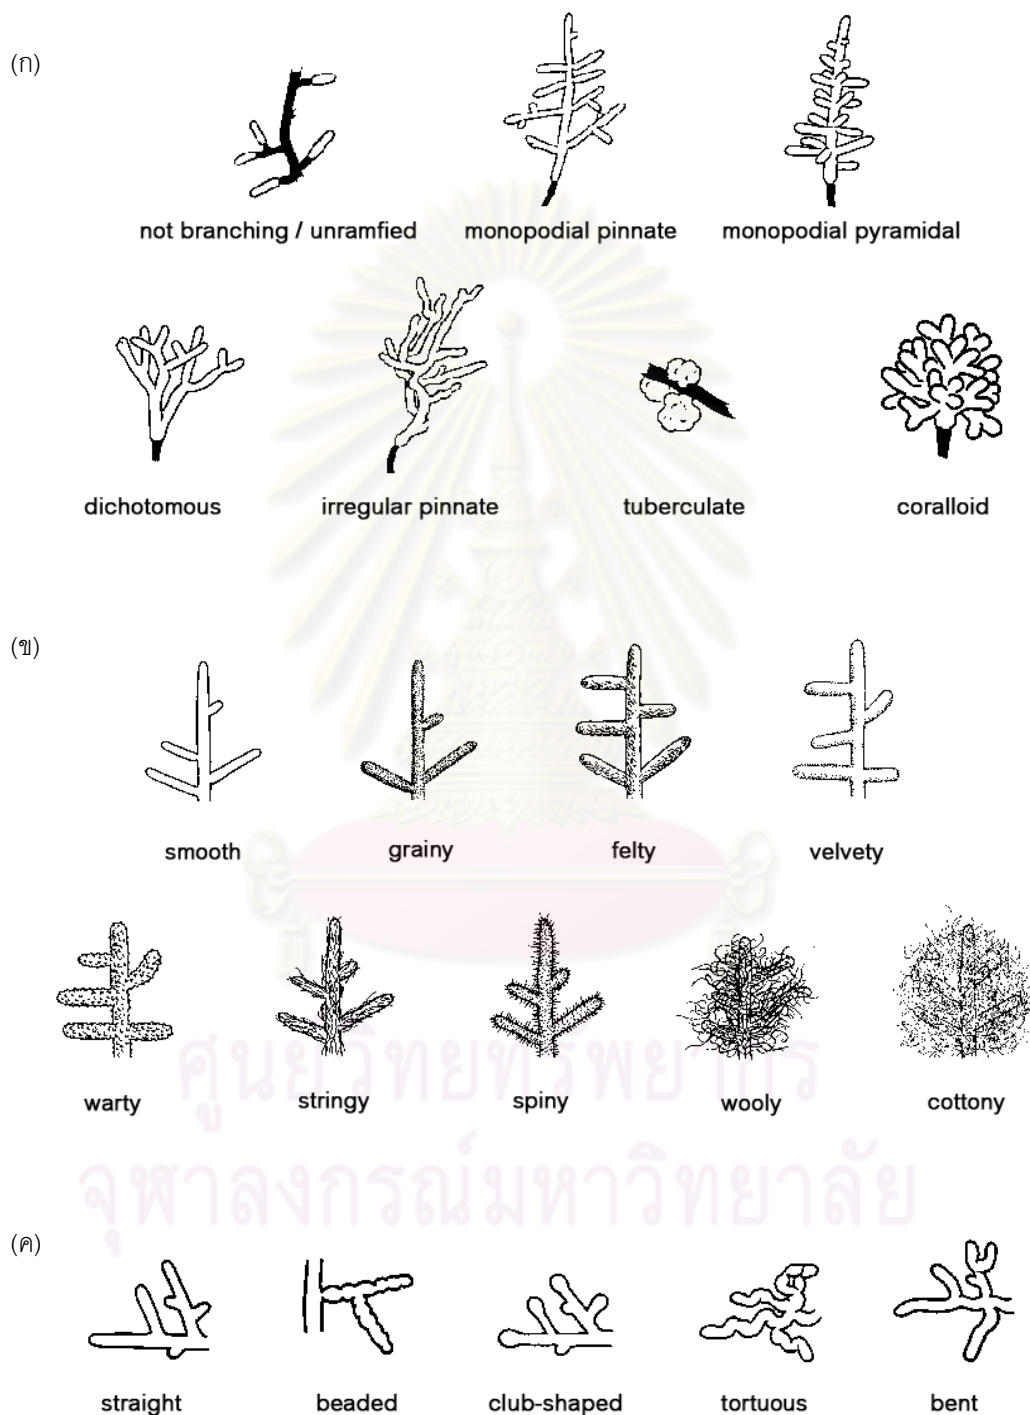 (ก)
not branching / unramfied monopodial pinnate monopodial pyramidal
dichotomous irregular pinnate tuberculate coralloid
(ข)
smooth grainy felty velvety
warty stringy spiny wooly cottony
ศูนย์วิทยทรัพยากร
จุฬาลงกรณ์มหาวิทยาลัย
(ค)
straight beaded club-shaped tortuous bent